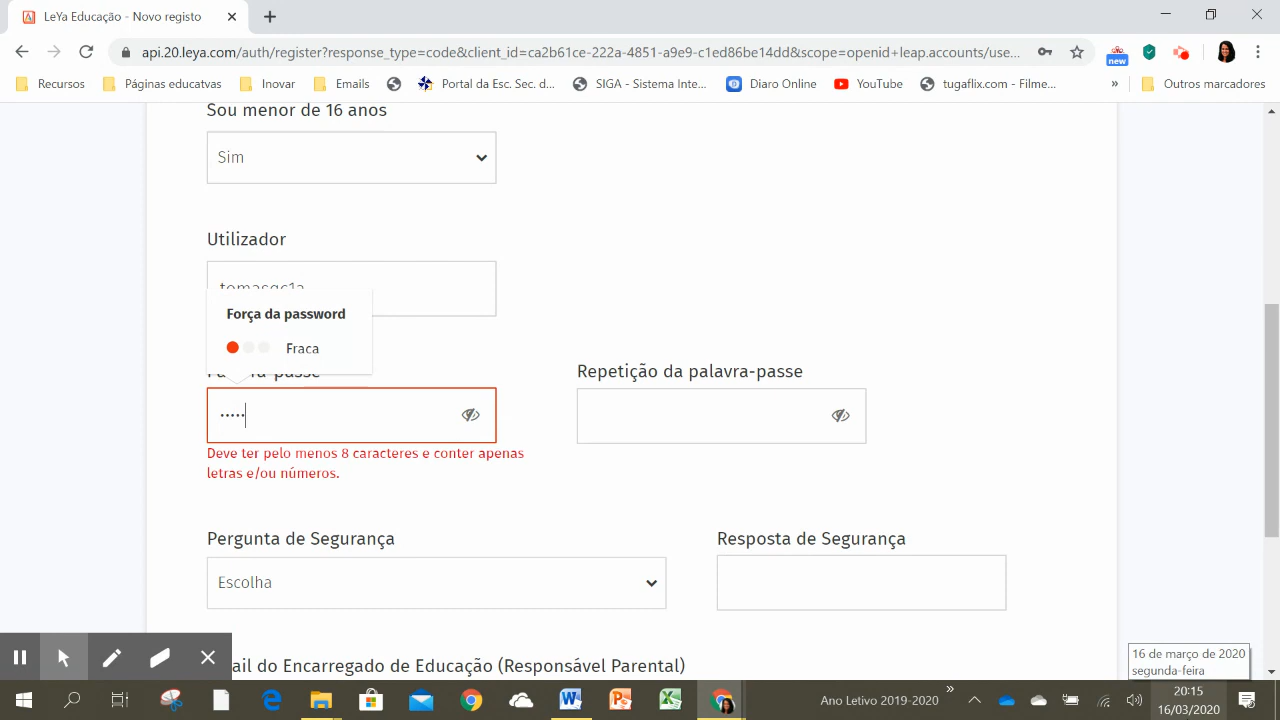 LeYa Educação - Novo registo
api.20.leya.com/auth/register?response_type=code&client_id=ca2b61ce-222a-4851-a9e9-c1ed86be14dd&scope=openid+leap.accounts/use...
new
Recursos
Páginas educatvas
Inovar
Emails
Portal da Esc. Sec. d...
SIGA - Sistema Inte...
Diaro Online
YouTube
tugaflix.com - Filme...
»
Outros marcadores
Sou menor de 16 anos
Sim
Utilizador
Força da password
Fraca
Repetição da palavra-passe
•••••
Deve ter pelo menos 8 caracteres e conter apenas
letras e/ou números.
Pergunta de Segurança
Resposta de Segurança
Escolha
do Encarregado de Educação (Responsável Parental)
16 de março de 2020
segunda-feira
Ano Letivo 2019-2020
»
20:15
16/03/2020